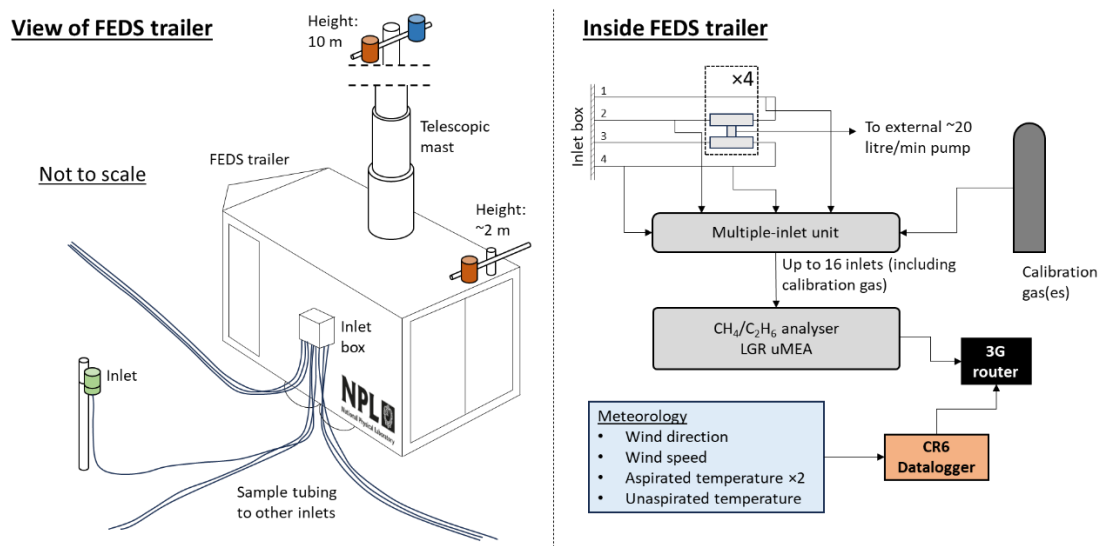 View of FEDS trailer
Height:
10 m
Telescopic
mast
FEDS trailer
Not to scale
Height:
~2 m
Inlet
box
Inlet
NPL
National Physical Laboratory
Sample tubing
to other inlets
Inside FEDS trailer
×4
1
2
3
4
Inlet box
To external ~20
litre/min pump
Multiple-inlet unit
Up to 16 inlets (including
calibration gas)
Calibration
gas(es)
CH₄/C₂H₆ analyser
LGR uMEA
3G
router
Meteorology
• Wind direction
• Wind speed
• Aspirated temperature ×2
• Unaspirated temperature
CR6
Datalogger